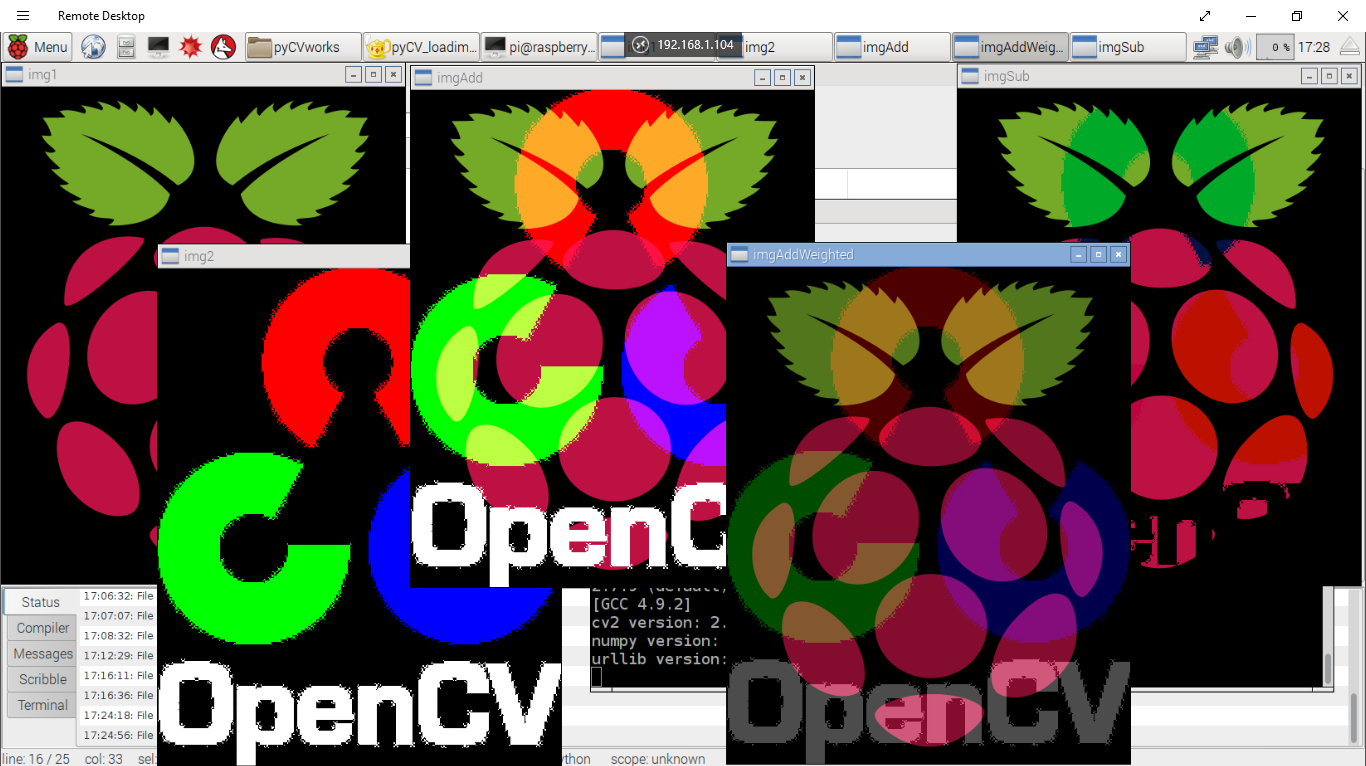 Remote Desktop
Menu
pyCVworks
pyCV_loadim...
pi@raspberry...
192.168.1.104
img2
imgAdd
imgAddWeig...
imgSub
0 %
17:28
img1
imgAdd
imgSub
img2
imgAddWeighted
OpenC
OpenCV
OpenCV
en
Status
Compiler
Messages
Scribble
Terminal
17:06:32: File
17:07:07: File
17:08:32: File
17:12:29: File
17:16:11: File
17:16:36: File
17:24:18: File
17:24:56: File
[GCC 4.9.2]
cv2 version: 2.
numpy version:
urllib version:
line: 16 / 25
col: 33
sel:
ython
scope: unknown